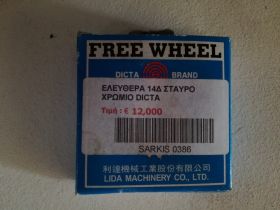 FREE WHEEL
DICTA BRAND
ΕΛΕΥΘΕΡΑ 14Δ ΣΤΑΥΡΟ
ΧΡΩΜΙΟ DICTA
Τιμή : € 12,000
SARKIS 0386
利達機械工業股份有限公司
LIDA MACHINERY CO., LTD.